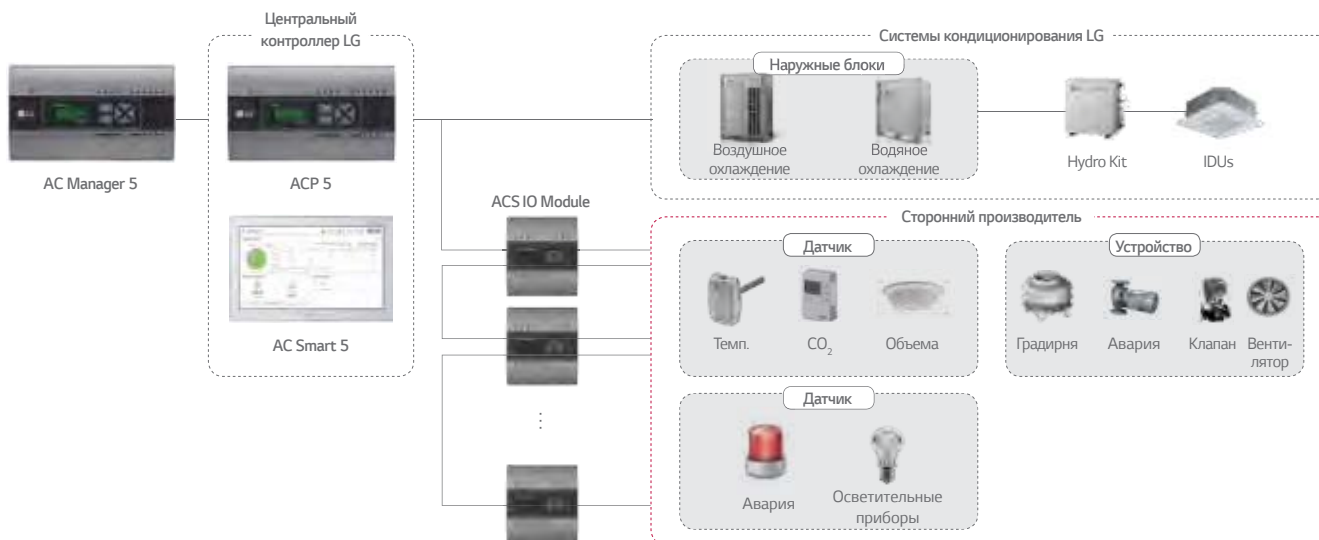 Центральный
контроллер LG
Системы кондиционирования LG
Наружные блоки
LG
LG
Воздушное
охлаждение
Водяное
охлаждение
Hydro Kit
IDUs
AC Manager 5
ACP 5
ACS IO Module
Сторонний производитель
Датчик
Устройство
Темп.
CO₂
Объема
Градирня
Авария
Клапан
Венти-
лятор
AC Smart 5
Датчик
Авария
Осветительные
приборы